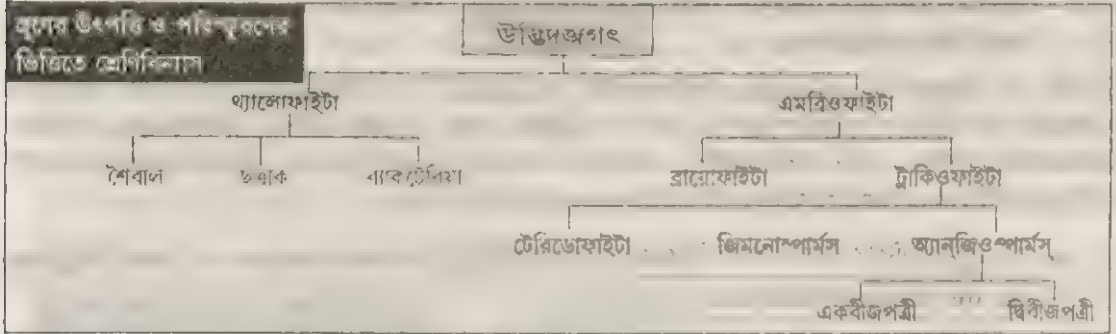 ভ্রূণের উৎপত্তি ও পরিস্ফুরণের
ভিত্তিতে শ্রেণিবিন্যাস
উদ্ভিদজগৎ
থ্যালোফাইটা এমব্রিওফাইটা
শৈবাল ছত্রাক ব্যাকটেরিয়া ব্রায়োফাইটা ট্রাকিওফাইটা
টেরিডোফাইটা জিমনোস্পার্মস অ্যান্‌জিওস্পার্মস্
একবীজপত্রী দ্বিবীজপত্রী